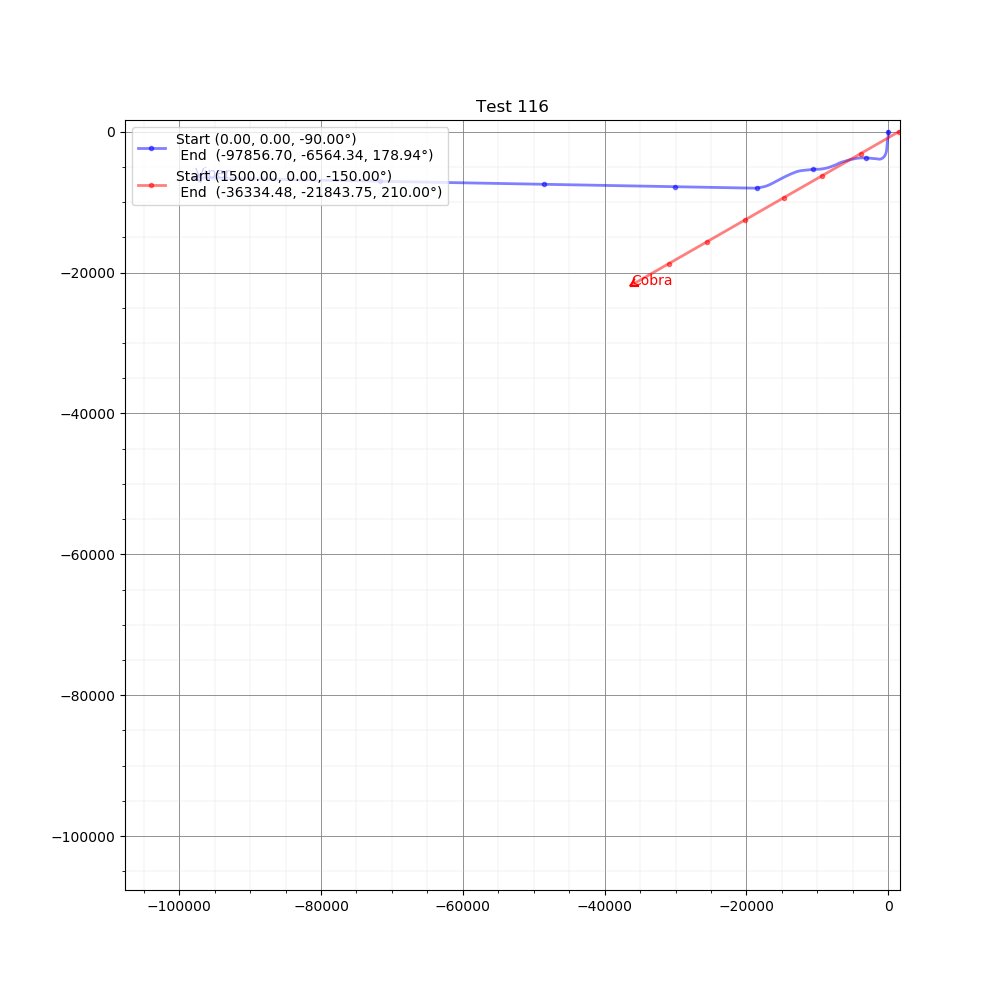 Test 116
Start (0.00, 0.00, -90.00°)
End (-97856.70, -6564.34, 178.94°)
Start (1500.00, 0.00, -150.00°)
End (-36334.48, -21843.75, 210.00°)
Cobra
0
−20000
−40000
−60000
−80000
−100000
−100000
−80000
−60000
−40000
−20000
0